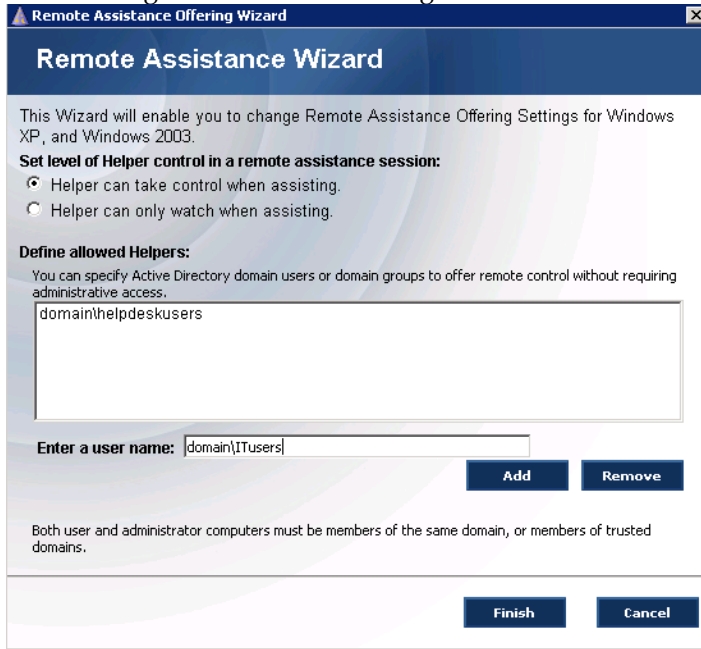 Remote Assistance Offering Wizard
Remote Assistance Wizard
This Wizard will enable you to change Remote Assistance Offering Settings for Windows
XP, and Windows 2003.
Set level of Helper control in a remote assistance session:
Helper can take control when assisting.
Helper can only watch when assisting.
Define allowed Helpers:
You can specify Active Directory domain users or domain groups to offer remote control without requiring
administrative access.
domain\helpdeskusers
Enter a user name: domain\ITusers
Add Remove
Both user and administrator computers must be members of the same domain, or members of trusted
domains.
Finish Cancel